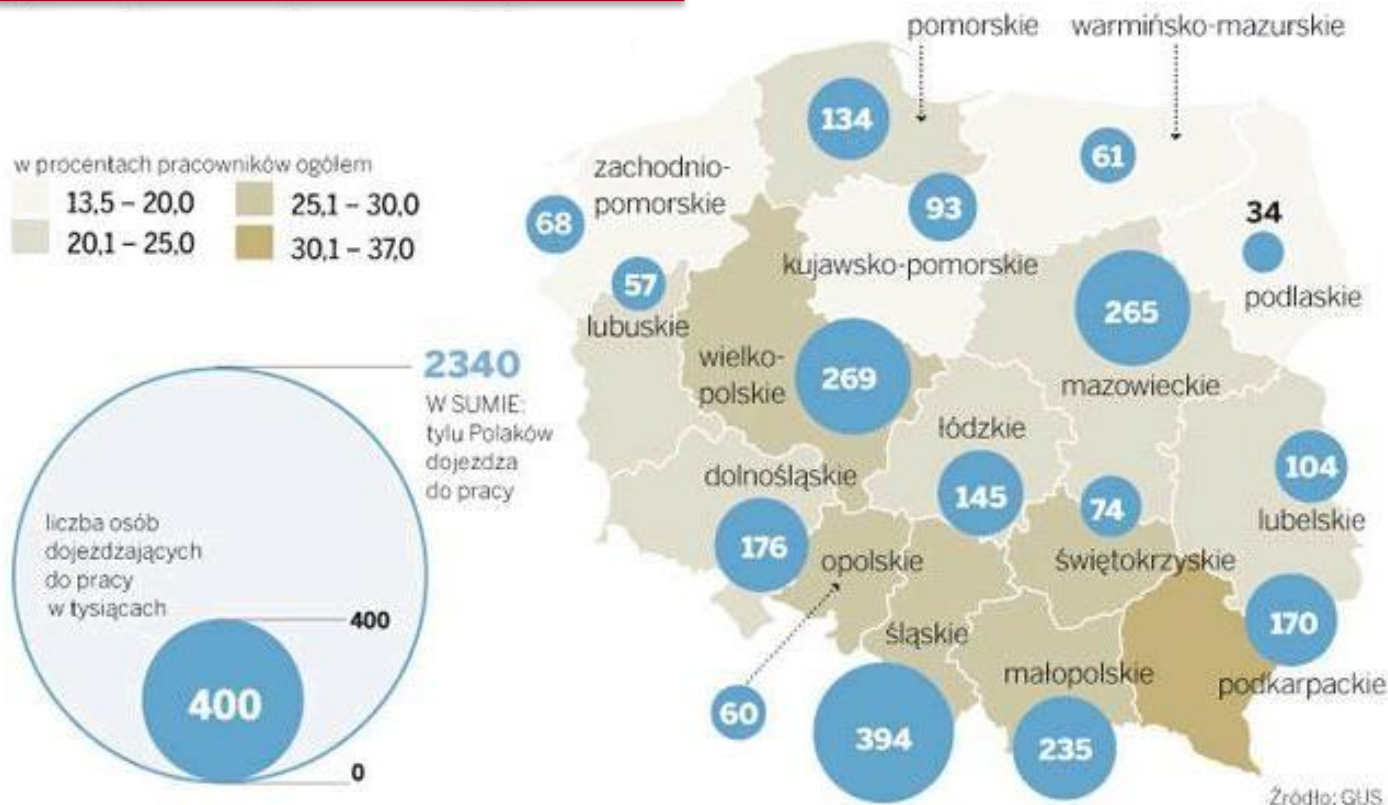 pomorskie
warmińsko-mazurskie
134
61
w procentach pracowników ogółem
13,5 – 20,0
25,1 – 30,0
20,1 – 25,0
30,1 – 37,0
zachodnio-
pomorskie
68
93
34
57
kujawsko-pomorskie
podlaskie
lubuskie
265
2340
W SUMIE:
tylu Polaków
dojezdza
do pracy
wielko-
polskie
269
mazowieckie
łódzkie
dolnośląskie
145
74
104
lubelskie
liczba osób
dojezdzających
do pracy
w tysiącach
400
400
0
176
opolskie
świętokrzyskie
śląskie
170
małopolskie
podkarpackie
60
394
235
Źródło: GUS